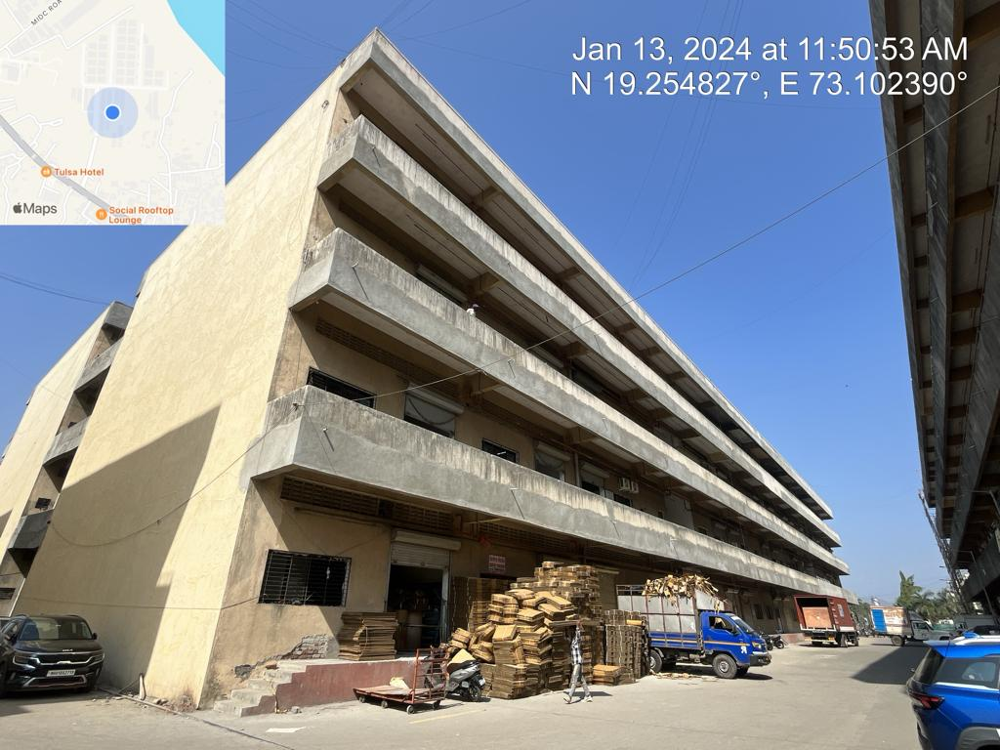 MIDC ROA
Jan 13, 2024 at 11:50:53 AM
N 19.254827°, E 73.102390°
Tulsa Hotel
Maps
Social Rooftop
Lounge